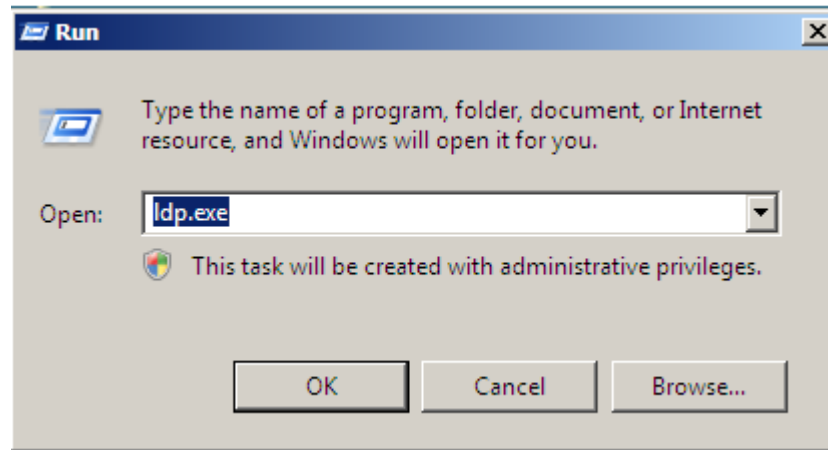 Run
Type the name of a program, folder, document, or Internet
resource, and Windows will open it for you.
Open: ldp.exe
This task will be created with administrative privileges.
OK Cancel Browse...